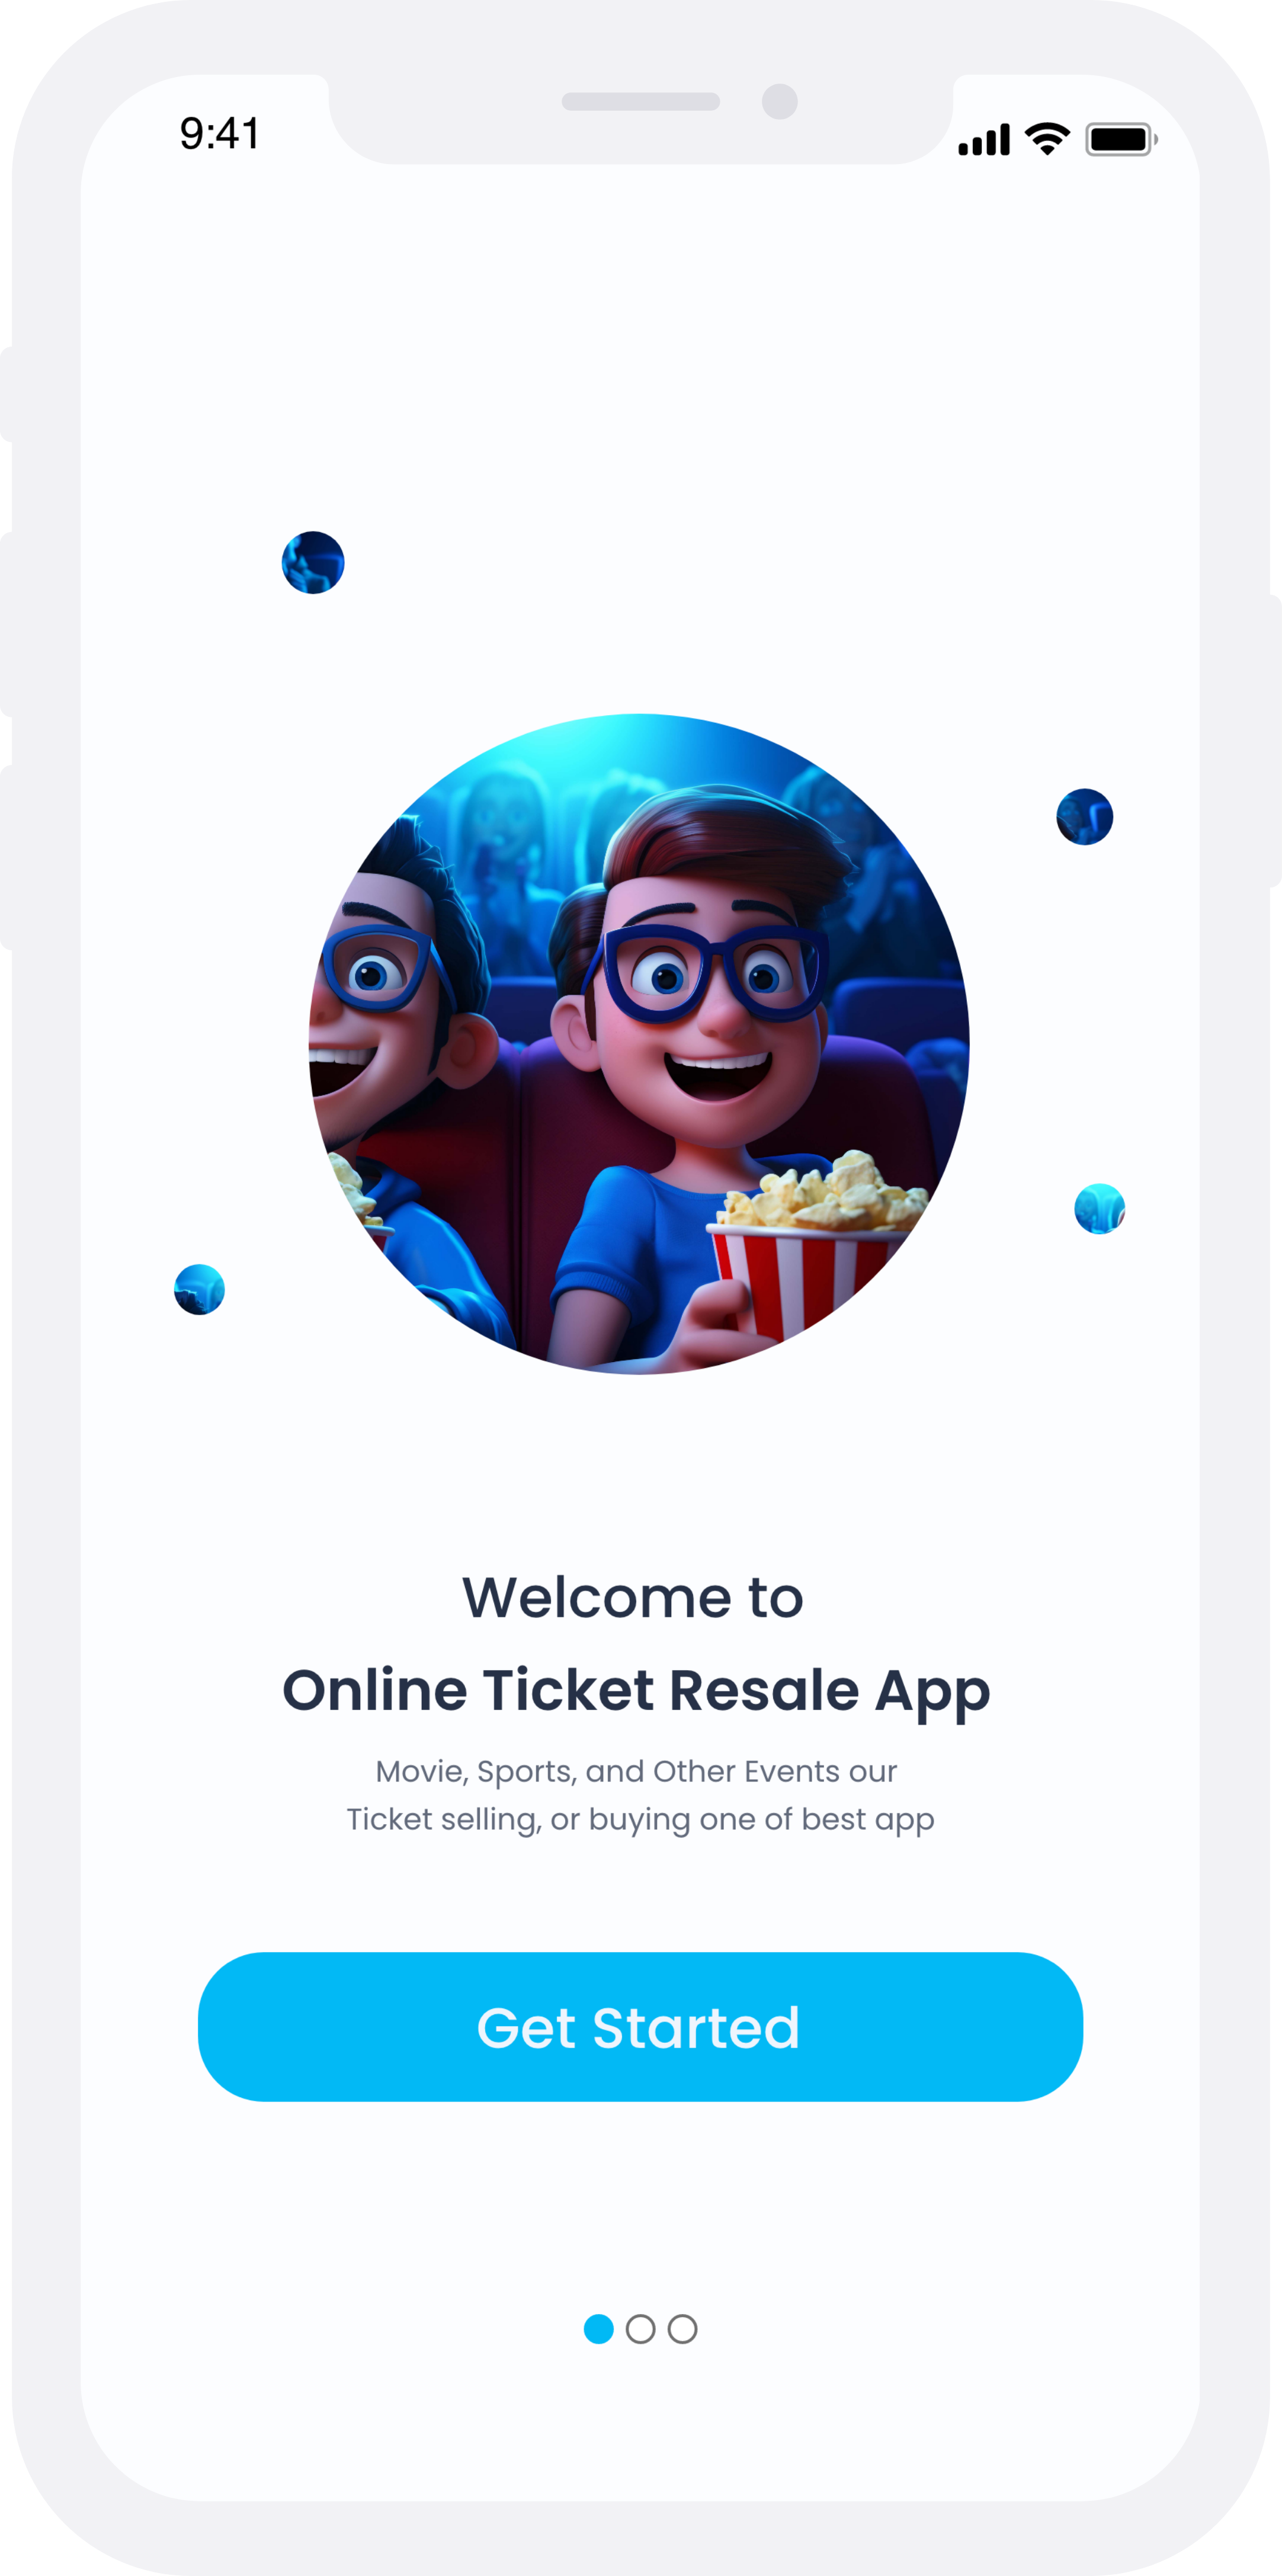 9:41
Welcome to
Online Ticket Resale App
Movie, Sports, and Other Events our
Ticket selling, or buying one of best app
Get Started